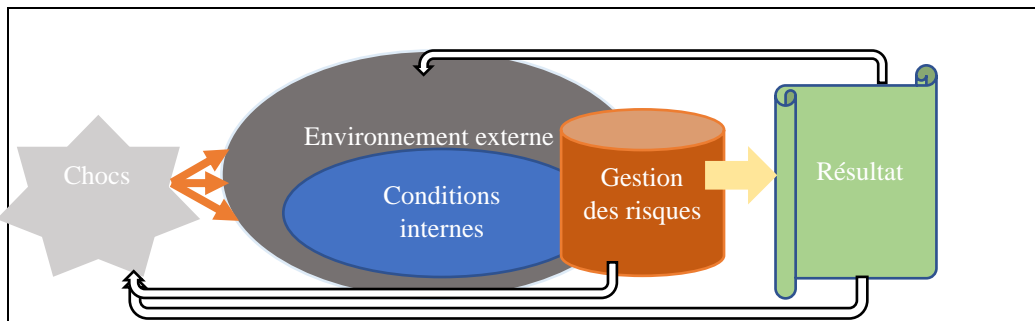 Environnement externe
Chocs
Conditions
internes
Gestion
des risques
Résultat